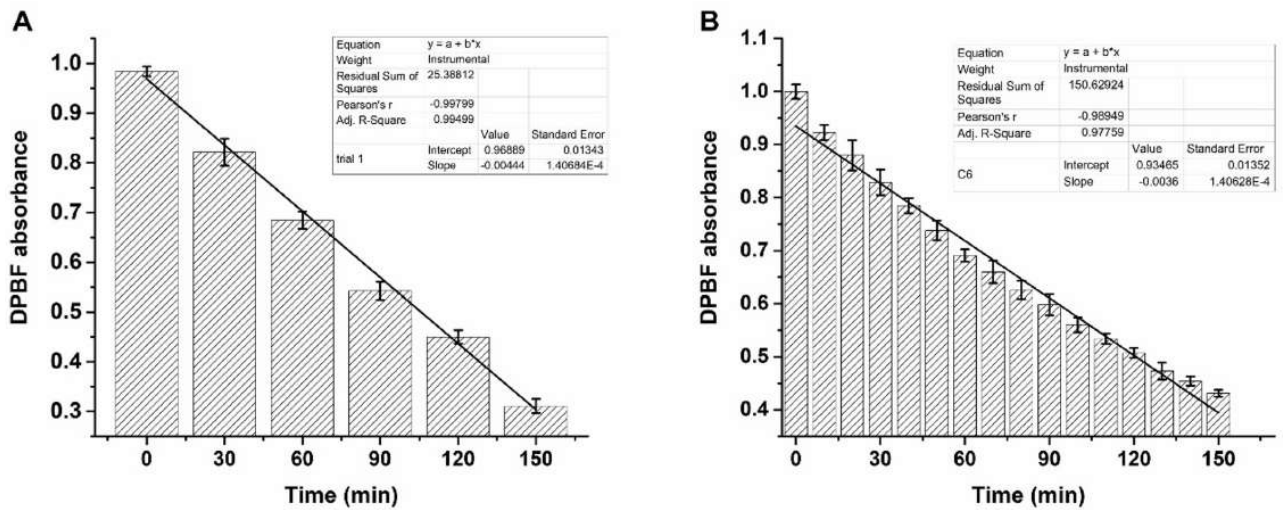 A
Equation y = a + b*x
Weight Instrumental
Residual Sum of Squares 25.38812
Pearson's r -0.99799
Adj. R-Square 0.99499
Value Standard Error
trial 1 Intercept 0.96889 0.01343
Slope -0.00444 1.40684E-4
DPBF absorbance
1.0
0.9
0.8
0.7
0.6
0.5
0.4
0.3
0 30 60 90 120 150
Time (min)
B
Equation y = a + b*x
Weight Instrumental
Residual Sum of Squares 150.62924
Pearson's r -0.98949
Adj. R-Square 0.97759
Value Standard Error
C6 Intercept 0.93465 0.01352
Slope -0.0036 1.40628E-4
DPBF absorbance
1.1
1.0
0.9
0.8
0.7
0.6
0.5
0.4
0 30 60 90 120 150
Time (min)